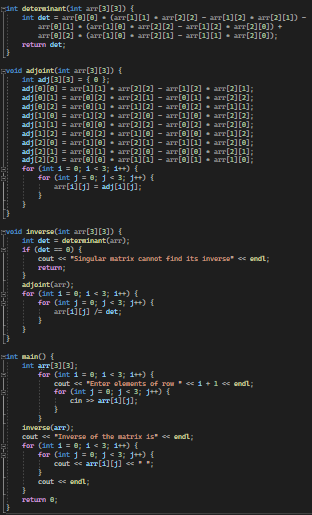 int determinant(int arr[3][3]) {
int det = arr[0][0] * (arr[1][1] * arr[2][2] - arr[1][2] * arr[2][1]) -
arr[0][1] * (arr[1][0] * arr[2][2] - arr[1][2] * arr[2][0]) +
arr[0][2] * (arr[1][0] * arr[2][1] - arr[1][1] * arr[2][0]);
return det;
}
void adjoint(int arr[3][3]) {
int adj[3][3] = { 0 };
adj[0][0] = arr[1][1] * arr[2][2] - arr[1][2] * arr[2][1];
adj[0][1] = arr[0][2] * arr[2][1] - arr[0][1] * arr[2][2];
adj[0][2] = arr[0][1] * arr[1][2] - arr[0][2] * arr[1][1];
adj[1][0] = arr[1][2] * arr[2][0] - arr[1][0] * arr[2][2];
adj[1][1] = arr[0][0] * arr[2][2] - arr[0][2] * arr[2][0];
adj[1][2] = arr[0][2] * arr[1][0] - arr[0][0] * arr[1][2];
adj[2][0] = arr[1][0] * arr[2][1] - arr[1][1] * arr[2][0];
adj[2][1] = arr[0][1] * arr[2][0] - arr[0][0] * arr[2][1];
adj[2][2] = arr[0][0] * arr[1][1] - arr[0][1] * arr[1][0];
for (int i = 0; i < 3; i++) {
for (int j = 0; j < 3; j++) {
arr[i][j] = adj[i][j];
}
}
}
void inverse(int arr[3][3]) {
int det = determinant(arr);
if (det == 0) {
cout << "Singular matrix cannot find its inverse" << endl;
return;
}
adjoint(arr);
for (int i = 0; i < 3; i++) {
for (int j = 0; j < 3; j++) {
arr[i][j] /= det;
}
}
}
int main() {
int arr[3][3];
for (int i = 0; i < 3; i++) {
cout << "Enter elements of row " << i + 1 << endl;
for (int j = 0; j < 3; j++) {
cin >> arr[i][j];
}
}
inverse(arr);
cout << "Inverse of the matrix is" << endl;
for (int i = 0; i < 3; i++) {
for (int j = 0; j < 3; j++) {
cout << arr[i][j] << " ";
}
cout << endl;
}
return 0;
}